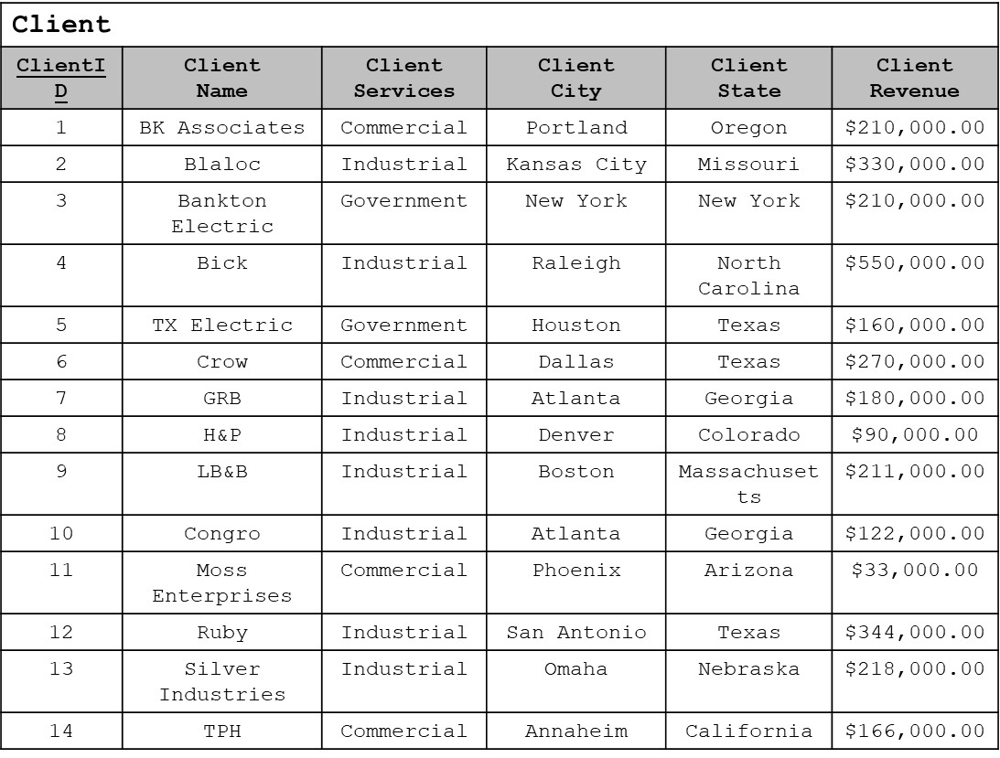 Client
ClientI
D Client
Name Client
Services Client
City Client
State Client
Revenue
1 BK Associates Commercial Portland Oregon $210,000.00
2 Blaloc Industrial Kansas City Missouri $330,000.00
3 Bankton
Electric Government New York New York $210,000.00
4 Bick Industrial Raleigh North
Carolina $550,000.00
5 TX Electric Government Houston Texas $160,000.00
6 Crow Commercial Dallas Texas $270,000.00
7 GRB Industrial Atlanta Georgia $180,000.00
8 H&P Industrial Denver Colorado $90,000.00
9 LB&B Industrial Boston Massachuset
ts $211,000.00
10 Congro Industrial Atlanta Georgia $122,000.00
11 Moss
Enterprises Commercial Phoenix Arizona $33,000.00
12 Ruby Industrial San Antonio Texas $344,000.00
13 Silver
Industries Industrial Omaha Nebraska $218,000.00
14 TPH Commercial Annaheim California $166,000.00